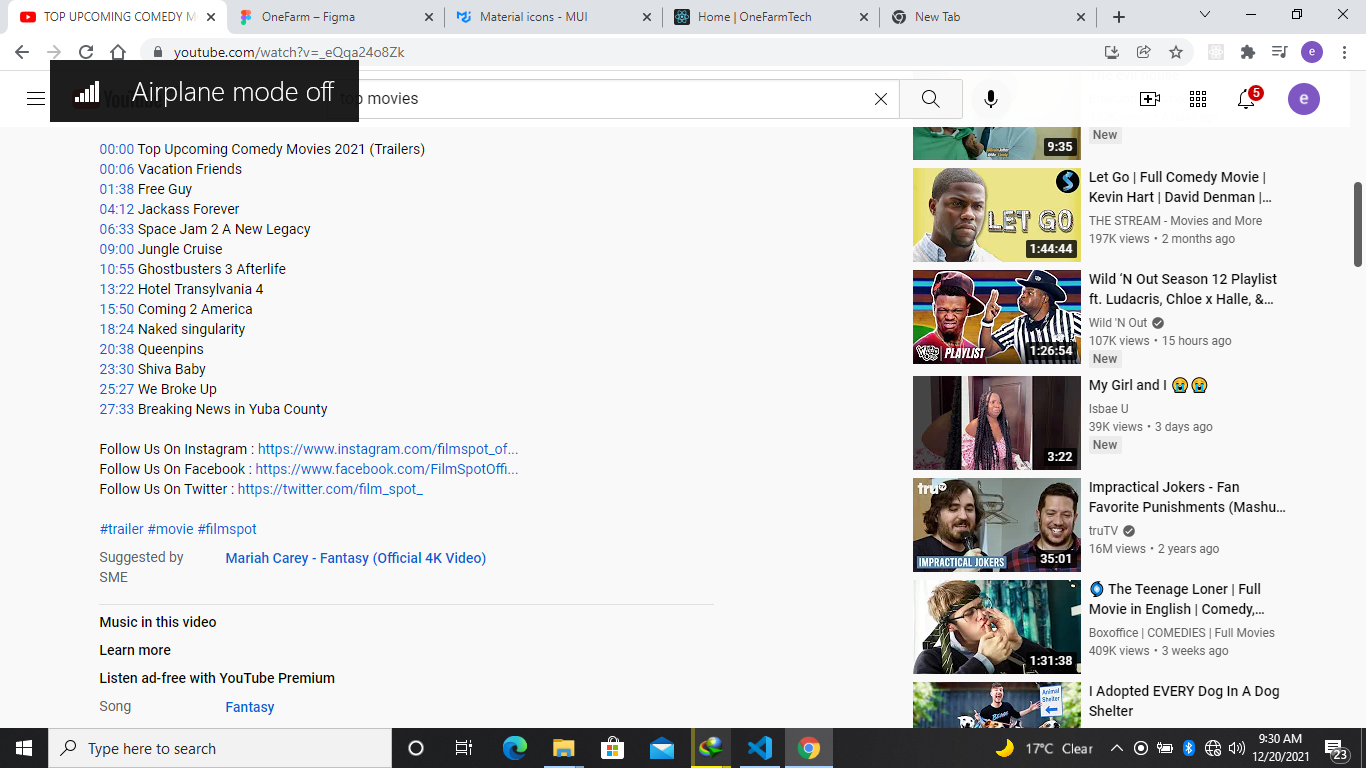 TOP UPCOMING COMEDY M
OneFarm – Figma
Material icons - MUI
Home | OneFarmTech
New Tab
youtube.com/watch?v=_eQqa24o8Zk
e
Airplane mode off
top movies
5
e
00:00 Top Upcoming Comedy Movies 2021 (Trailers)
00:06 Vacation Friends
01:38 Free Guy
04:12 Jackass Forever
06:33 Space Jam 2 A New Legacy
09:00 Jungle Cruise
10:55 Ghostbusters 3 Afterlife
13:22 Hotel Transylvania 4
15:50 Coming 2 America
18:24 Naked singularity
20:38 Queenpins
23:30 Shiva Baby
25:27 We Broke Up
27:33 Breaking News in Yuba County
Follow Us On Instagram : https://www.instagram.com/filmspot_of...
Follow Us On Facebook : https://www.facebook.com/FilmSpotOffi...
Follow Us On Twitter : https://twitter.com/film_spot_
#trailer #movie #filmspot
Suggested by
SME
Mariah Carey - Fantasy (Official 4K Video)
Music in this video
Learn more
Listen ad-free with YouTube Premium
Song
Fantasy
9:35
New
LET GO
1:44:44
Let Go | Full Comedy Movie |
Kevin Hart | David Denman |...
THE STREAM - Movies and More
197K views • 2 months ago
PLAYLIST
1:26:54
Wild ‘N Out Season 12 Playlist
ft. Ludacris, Chloe x Halle, &...
Wild 'N Out
107K views • 15 hours ago
New
3:22
My Girl and I 😭😭
Isbae U
39K views • 3 days ago
New
truTV
IMPRACTICAL JOKERS
35:01
Impractical Jokers - Fan
Favorite Punishments (Mashu...
truTV
16M views • 2 years ago
1:31:38
🌀 The Teenage Loner | Full
Movie in English | Comedy,...
Boxoffice | COMEDIES | Full Movies
409K views • 3 weeks ago
Animal
Shelter
I Adopted EVERY Dog In A Dog
Shelter
Type here to search
17°C Clear
9:30 AM
12/20/2021
23